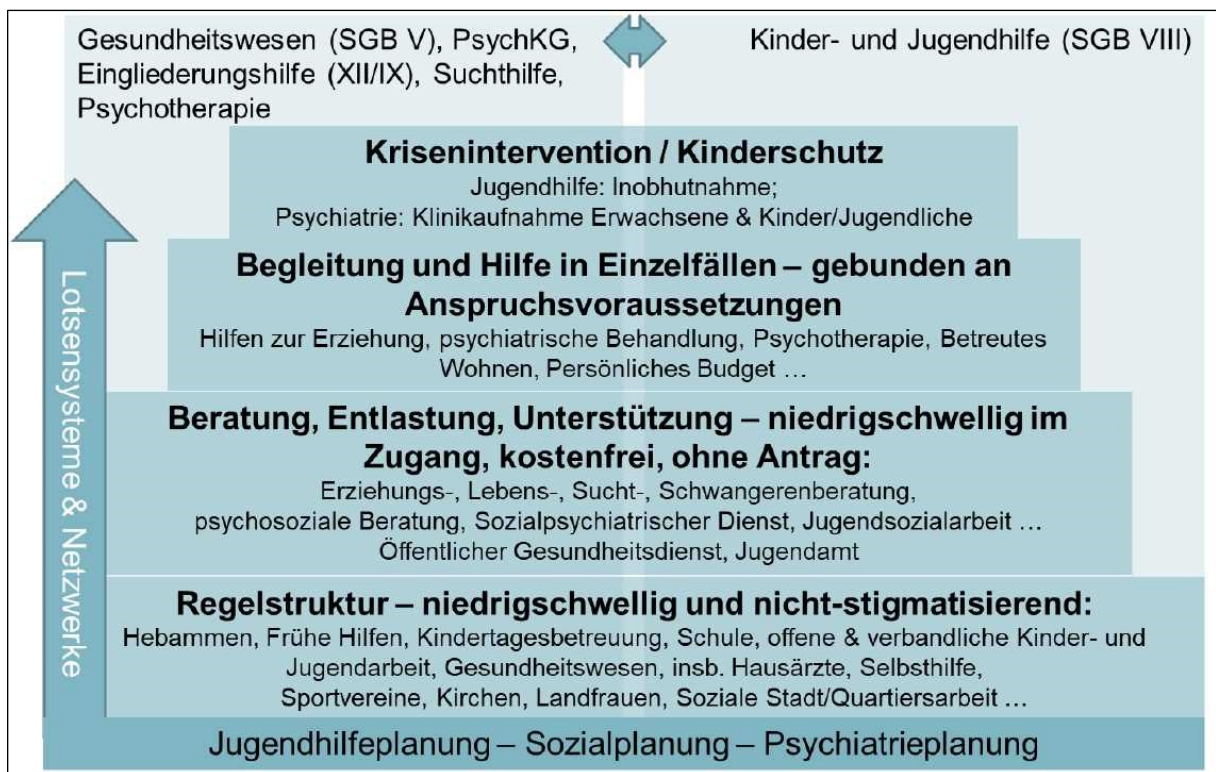 Gesundheitswesen (SGB V), PsychKG,
Eingliederungshilfe (XII/IX), Suchthilfe,
Psychotherapie
Kinder- und Jugendhilfe (SGB VIII)
Krisenintervention / Kinderschutz
Jugendhilfe: Inobhutnahme;
Psychiatrie: Klinikaufnahme Erwachsene & Kinder/Jugendliche
Begleitung und Hilfe in Einzelfällen – gebunden an
Anspruchsvoraussetzungen
Hilfen zur Erziehung, psychiatrische Behandlung, Psychotherapie, Betreutes
Wohnen, Persönliches Budget ...
Beratung, Entlastung, Unterstützung – niedrigschwellig im
Zugang, kostenfrei, ohne Antrag:
Erziehungs-, Lebens-, Sucht-, Schwangerenberatung,
psychosoziale Beratung, Sozialpsychiatrischer Dienst, Jugendsozialarbeit ...
Öffentlicher Gesundheitsdienst, Jugendamt
Regelstruktur – niedrigschwellig und nicht-stigmatisierend:
Hebammen, Frühe Hilfen, Kindertagesbetreuung, Schule, offene & verbandliche Kinder- und
Jugendarbeit, Gesundheitswesen, insb. Hausärzte, Selbsthilfe,
Sportvereine, Kirchen, Landfrauen, Soziale Stadt/Quartiersarbeit ...
Lotsensysteme & Netzwerke
Jugendhilfeplanung – Sozialplanung – Psychiatrieplanung